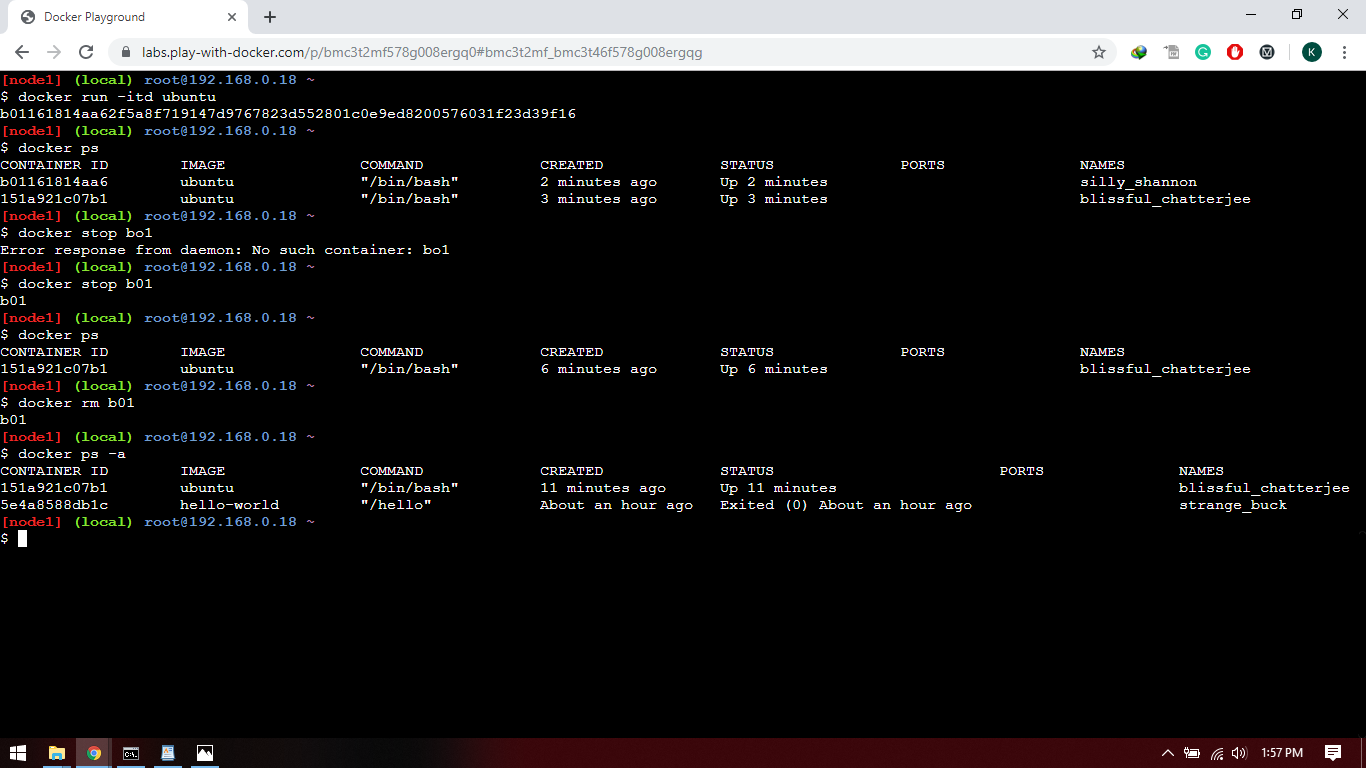 Docker Playground
labs.play-with-docker.com/p/bmc3t2mf578g008ergq0#bmc3t2mf_bmc3t46f578g008ergqg
K
[node1] (local) root@192.168.0.18 ~
$ docker run -itd ubuntu
b01161814aa62f5a8f719147d9767823d552801c0e9ed8200576031f23d39f16
[node1] (local) root@192.168.0.18 ~
$ docker ps
CONTAINER ID IMAGE COMMAND CREATED STATUS PORTS NAMES
b01161814aa6 ubuntu "/bin/bash" 2 minutes ago Up 2 minutes silly_shannon
151a921c07b1 ubuntu "/bin/bash" 3 minutes ago Up 3 minutes blissful_chatterjee
[node1] (local) root@192.168.0.18 ~
$ docker stop bo1
Error response from daemon: No such container: bo1
[node1] (local) root@192.168.0.18 ~
$ docker stop b01
b01
[node1] (local) root@192.168.0.18 ~
$ docker ps
CONTAINER ID IMAGE COMMAND CREATED STATUS PORTS NAMES
151a921c07b1 ubuntu "/bin/bash" 6 minutes ago Up 6 minutes blissful_chatterjee
[node1] (local) root@192.168.0.18 ~
$ docker rm b01
b01
[node1] (local) root@192.168.0.18 ~
$ docker ps -a
CONTAINER ID IMAGE COMMAND CREATED STATUS PORTS NAMES
151a921c07b1 ubuntu "/bin/bash" 11 minutes ago Up 11 minutes blissful_chatterjee
5e4a8588db1c hello-world "/hello" About an hour ago Exited (0) About an hour ago strange_buck
[node1] (local) root@192.168.0.18 ~
$
1:57 PM